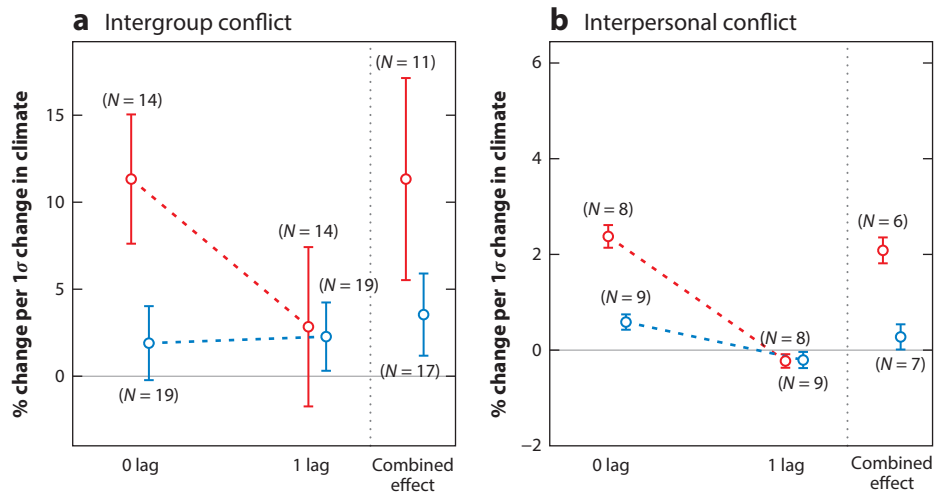 a Intergroup conflict
% change per 1σ change in climate
15
10
5
0
(N = 14)
(N = 19)
(N = 14)
(N = 19)
(N = 11)
(N = 17)
0 lag
1 lag
Combined
effect
b Interpersonal conflict
% change per 1σ change in climate
6
4
2
0
−2
(N = 8)
(N = 9)
(N = 8)
(N = 9)
(N = 6)
(N = 7)
0 lag
1 lag
Combined
effect